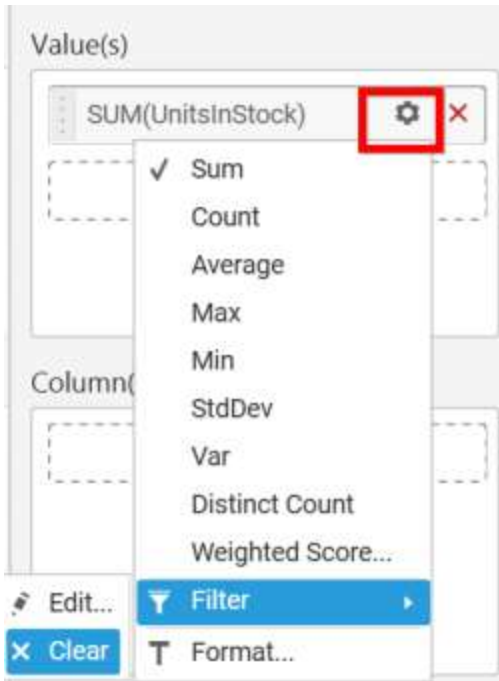 Value(s)
SUM(UnitsInStock)
Sum
Count
Average
Max
Min
Column(
StdDev
Var
Distinct Count
Weighted Score...
Edit...
Filter
Clear
Format...